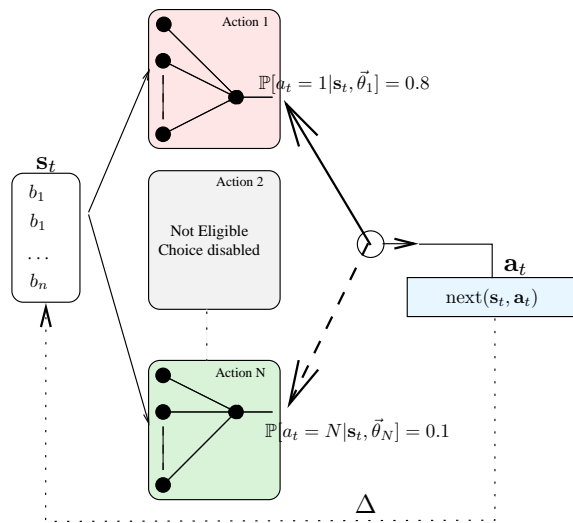 Action 1
ℙ[a_t = 1|𝐬_t, θ⃗_1] = 0.8
𝐬_t
b_1
b_1
...
b_n
Action 2
Not Eligible
Choice disabled
𝐚_t
next(𝐬_t, 𝐚_t)
Action N
ℙ[a_t = N|𝐬_t, θ⃗_N] = 0.1
Δ